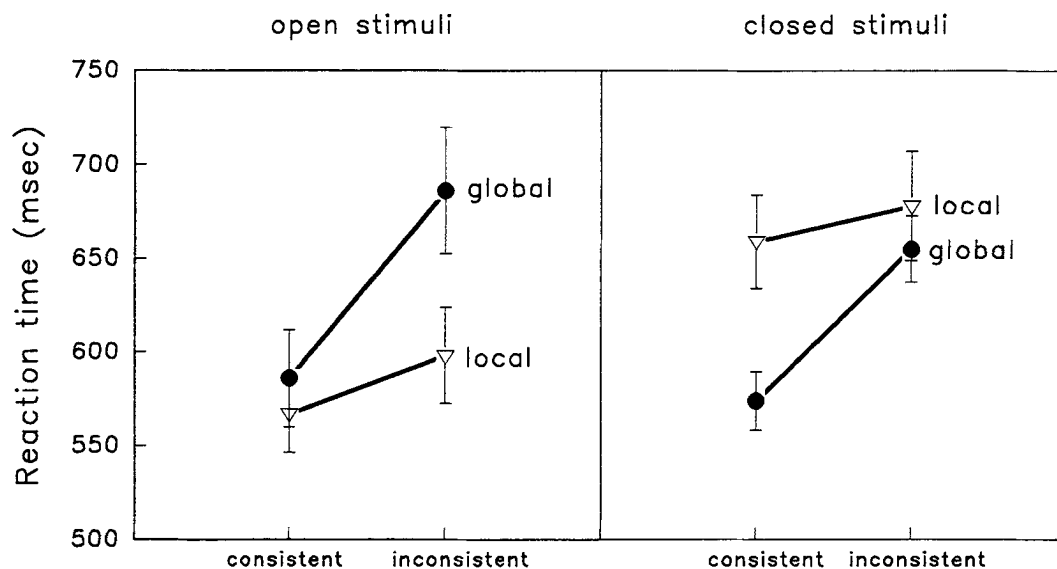 open stimuli
closed stimuli
Reaction time (msec)
750
700
650
600
550
500
global
local
local
global
consistent
inconsistent
consistent
inconsistent